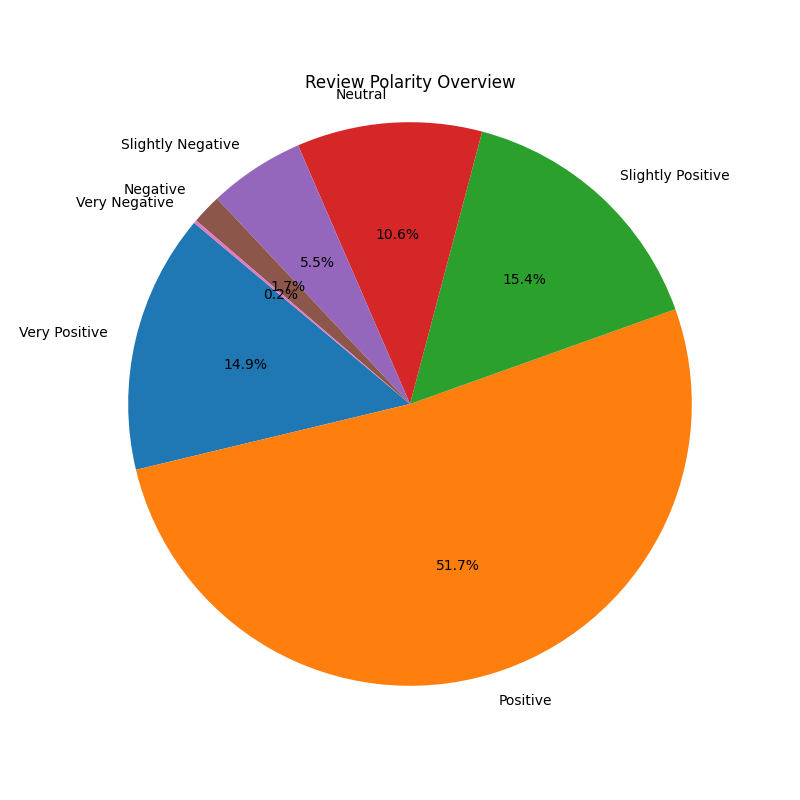 Review Polarity Overview
Neutral
Slightly Negative
Slightly Positive
Negative
Very Negative
10.6%
5.5%
15.4%
1.7%
0.2%
Very Positive
14.9%
51.7%
Positive